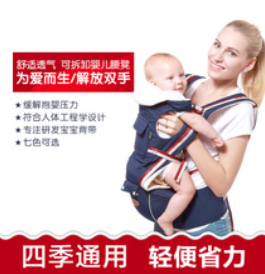 舒适透气 可拆卸婴儿腰凳
为爱而生/解放双手
★缓解抱婴压力
★符合人体工程学设计
★专注研发宝宝背带
★七色可选
四季通用 轻便省力